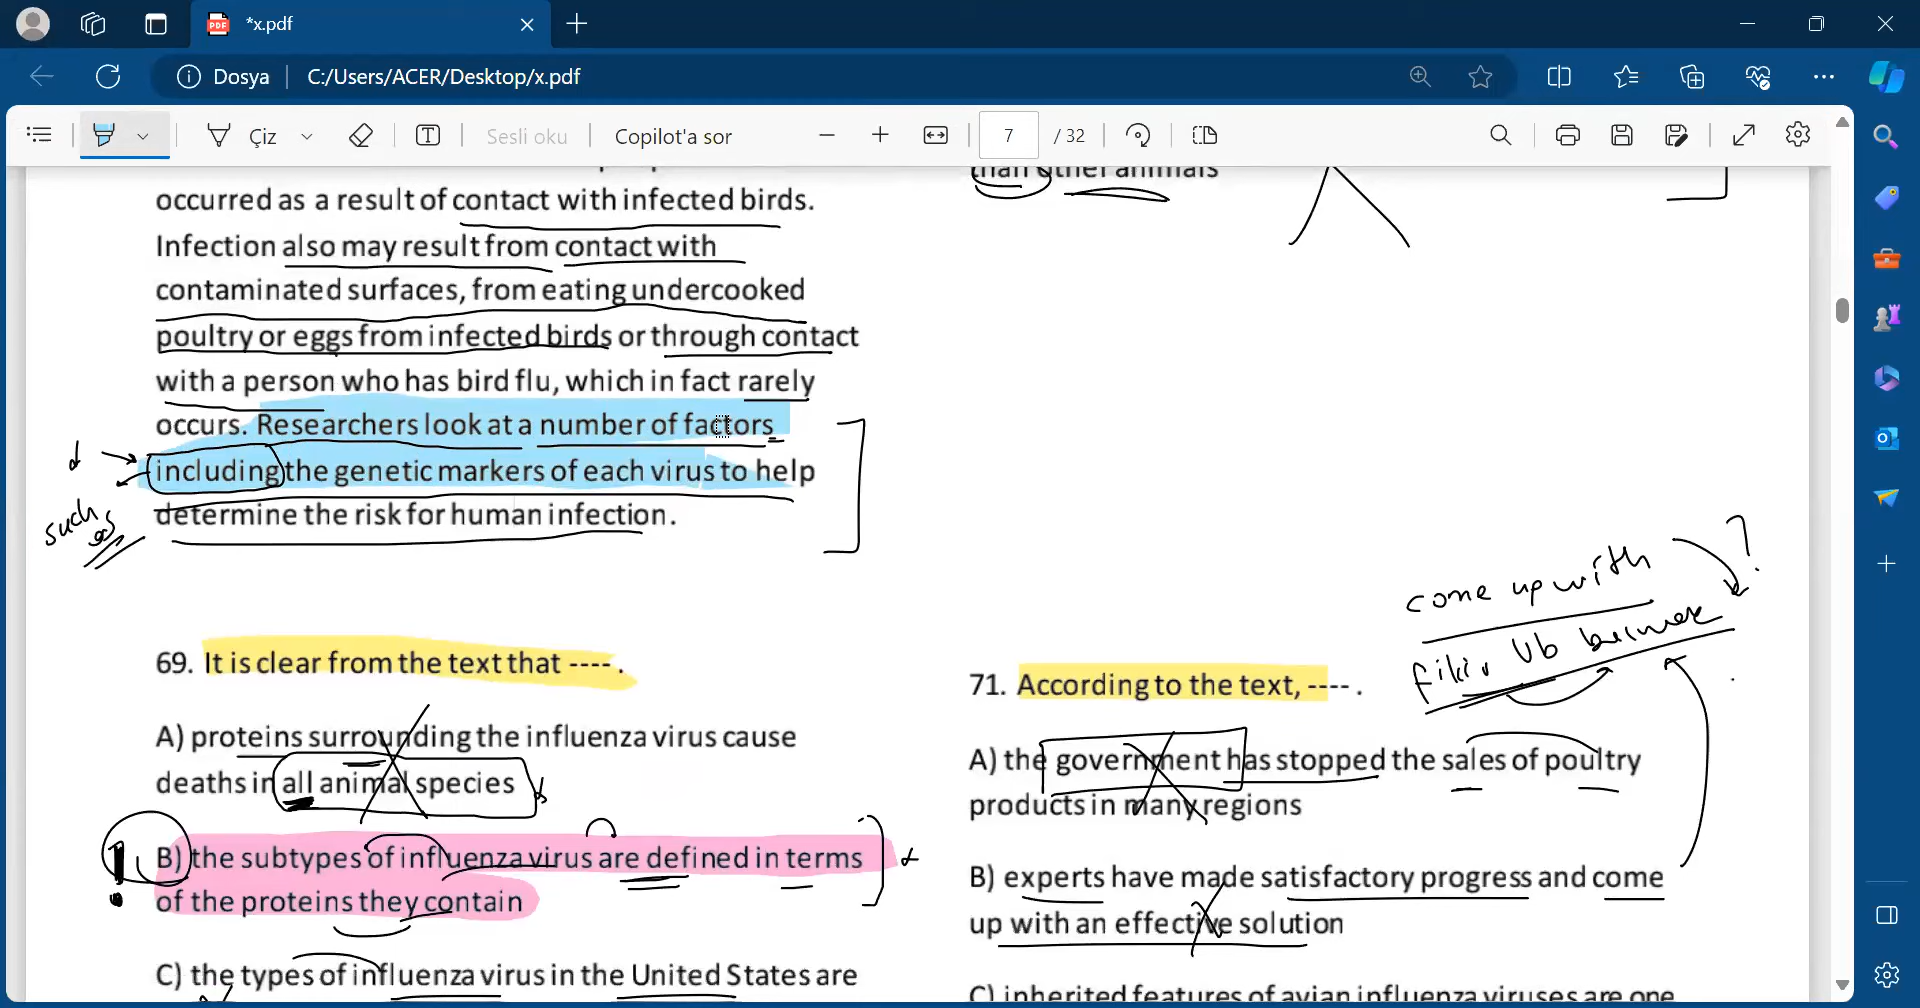 *x.pdf
Dosya
C:/Users/ACER/Desktop/x.pdf
Çiz
Sesli oku
Copilot'a sor
7 / 32
occurred as a result of contact with infected birds.
Infection also may result from contact with
contaminated surfaces, from eating undercooked
poultry or eggs from infected birds or through contact
with a person who has bird flu, which in fact rarely
occurs. Researchers look at a number of factors
including the genetic markers of each virus to help
determine the risk for human infection.
such as
69. It is clear from the text that ---- .
A) proteins surrounding the influenza virus cause
deaths in all animal species
B) the subtypes of influenza virus are defined in terms
of the proteins they contain
C) the types of influenza virus in the United States are
than other animals
come up with ?
fikir vb bulmak
71. According to the text, ---- .
A) the government has stopped the sales of poultry
products in many regions
B) experts have made satisfactory progress and come
up with an effective solution
C) inherited features of avian influenza viruses are one